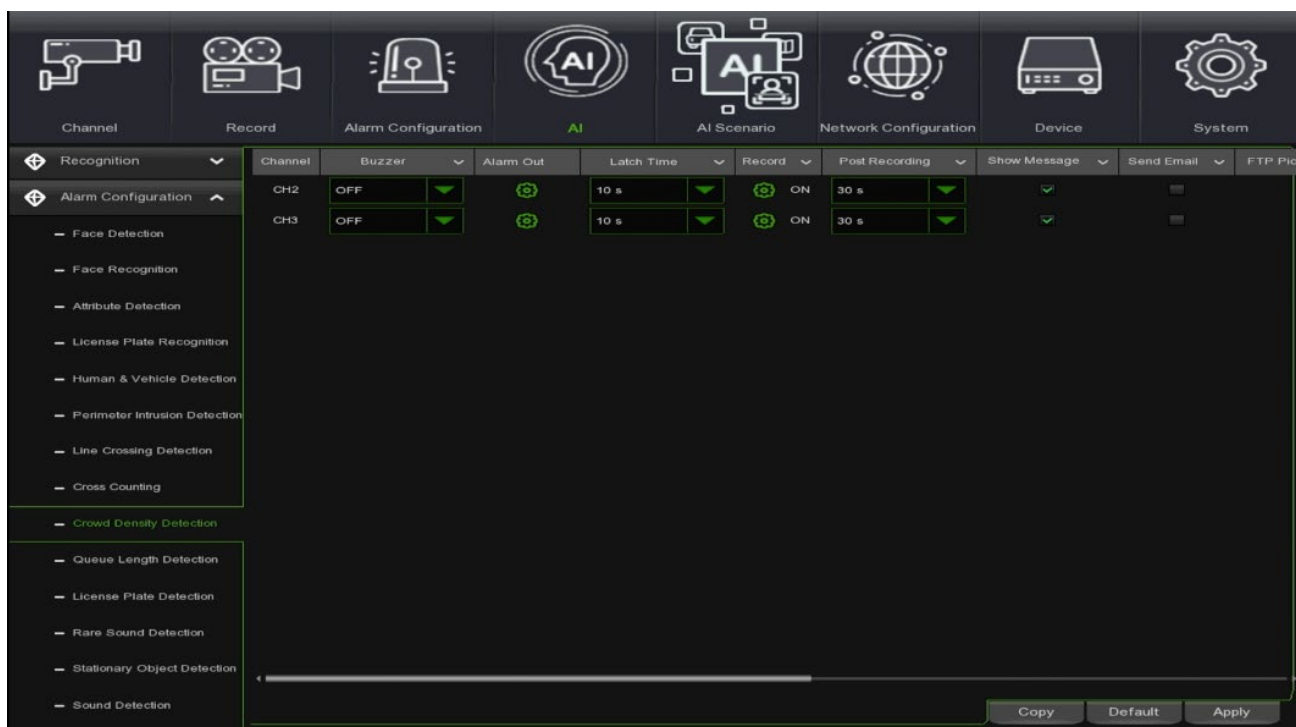 AI
AI
Channel Record Alarm Configuration AI AI Scenario Network Configuration Device System
Recognition
Channel Buzzer Alarm Out Latch Time Record Post Recording Show Message Send Email FTP Pic
Alarm Configuration
CH2 OFF 10 s ON 30 s
CH3 OFF 10 s ON 30 s
Face Detection
Face Recognition
Attribute Detection
License Plate Recognition
Human & Vehicle Detection
Perimeter Intrusion Detection
Line Crossing Detection
Cross Counting
Crowd Density Detection
Queue Length Detection
License Plate Detection
Rare Sound Detection
Stationary Object Detection
Sound Detection
Copy Default Apply